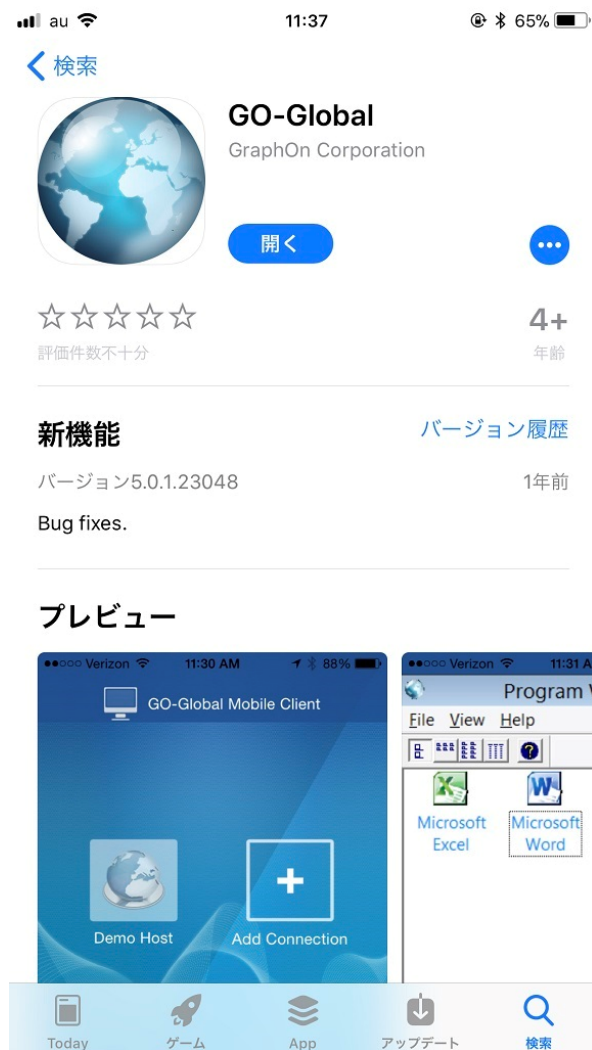 au 11:37 65%
検索
GO-Global
GraphOn Corporation
開く
4+
評価件数不十分 年齢
新機能 バージョン履歴
バージョン5.0.1.23048 1年前
Bug fixes.
プレビュー
Verizon 11:30 AM 88%
GO-Global Mobile Client
Demo Host Add Connection
Verizon 11:31 A
Program
File View Help
Microsoft Excel
Microsoft Word
Today ゲーム App アップデート 検索